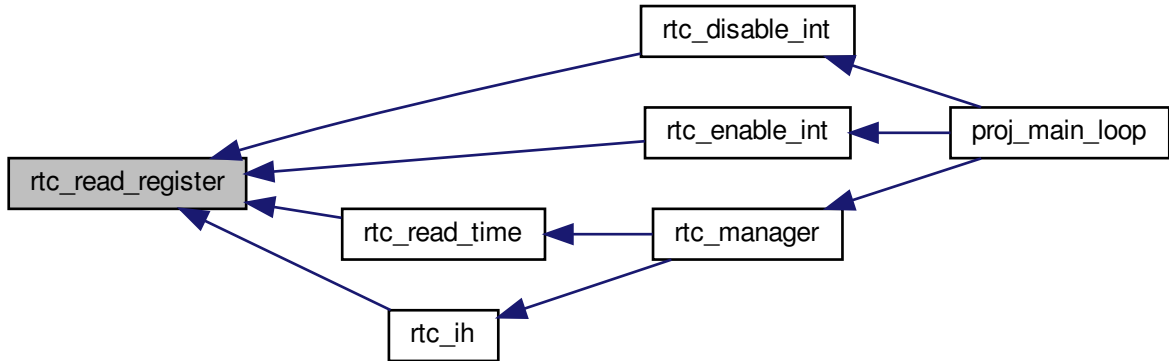 rtc_disable_int
rtc_enable_int
proj_main_loop
rtc_read_register
rtc_read_time
rtc_manager
rtc_ih